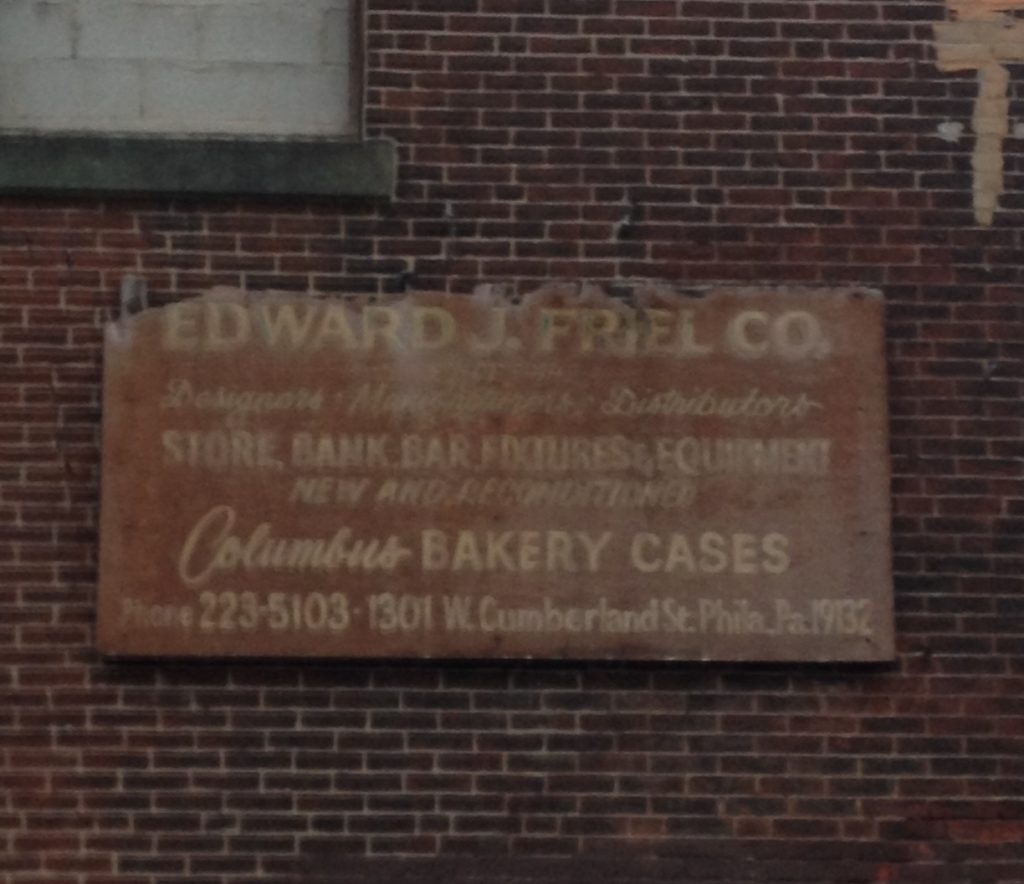 EDWARD J. FRIEL CO.
Designers · Manufacturers · Distributors
STORE, BANK, BAR, FIXTURES & EQUIPMENT
NEW AND RECONDITIONED
Columbus BAKERY CASES
Phone 223-5103 · 1301 W. Cumberland St. Phila., Pa. 19132